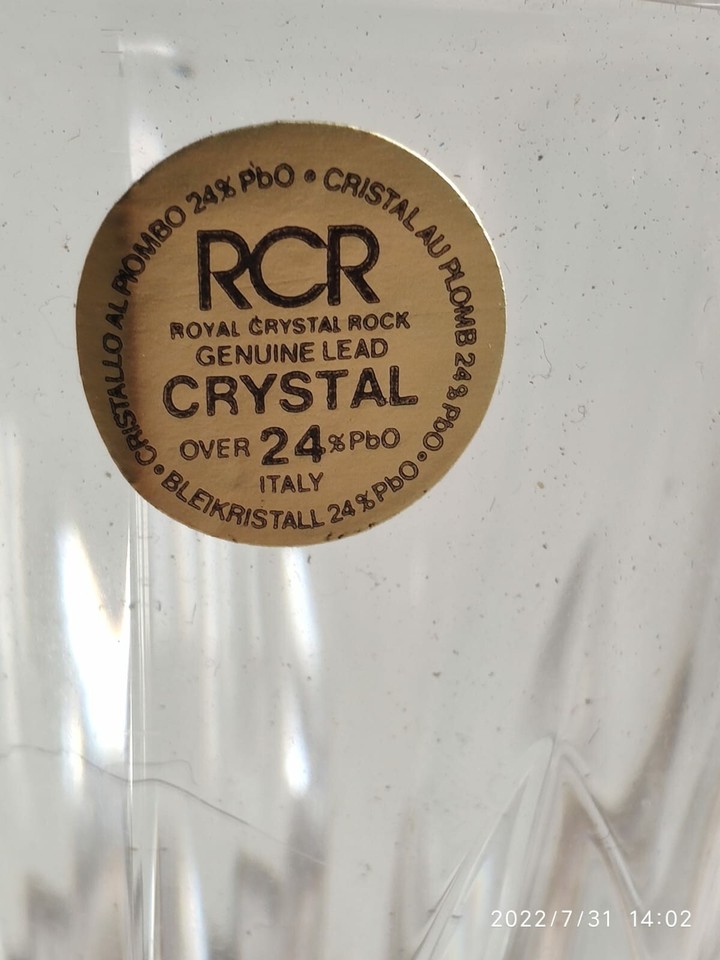 CRISTALLO AL PIOMBO 24% PbO • CRISTAL AU PLOMB 24% PbO • BLEIKRISTALL 24% PbO •
RCR
ROYAL CRYSTAL ROCK
GENUINE LEAD
CRYSTAL
OVER 24% PbO
ITALY
2022/7/31 14:02